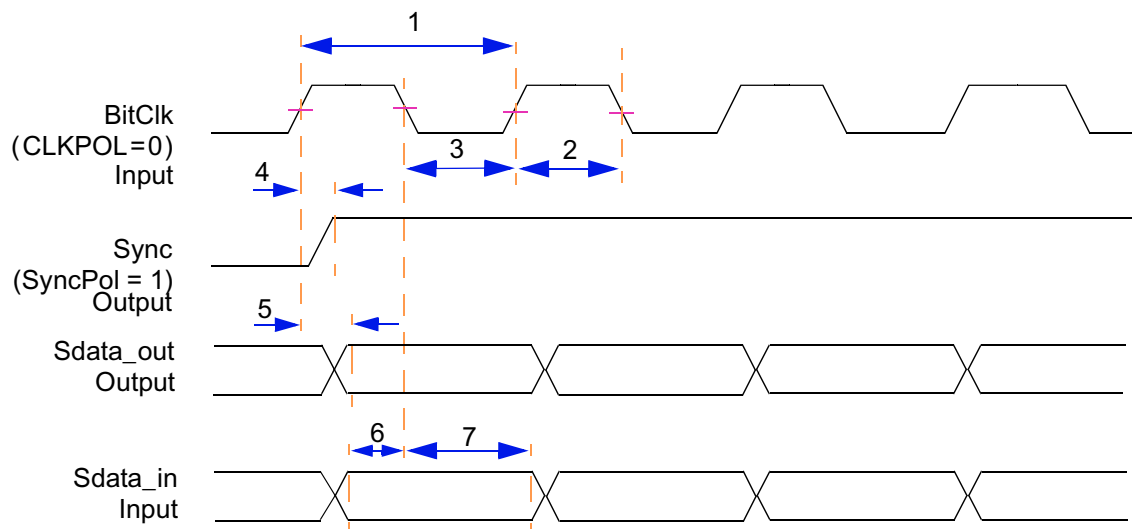 1
BitClk
(CLKPOL=0)
Input
3
2
4
Sync
(SyncPol = 1)
Output
5
Sdata_out
Output
6
7
Sdata_in
Input